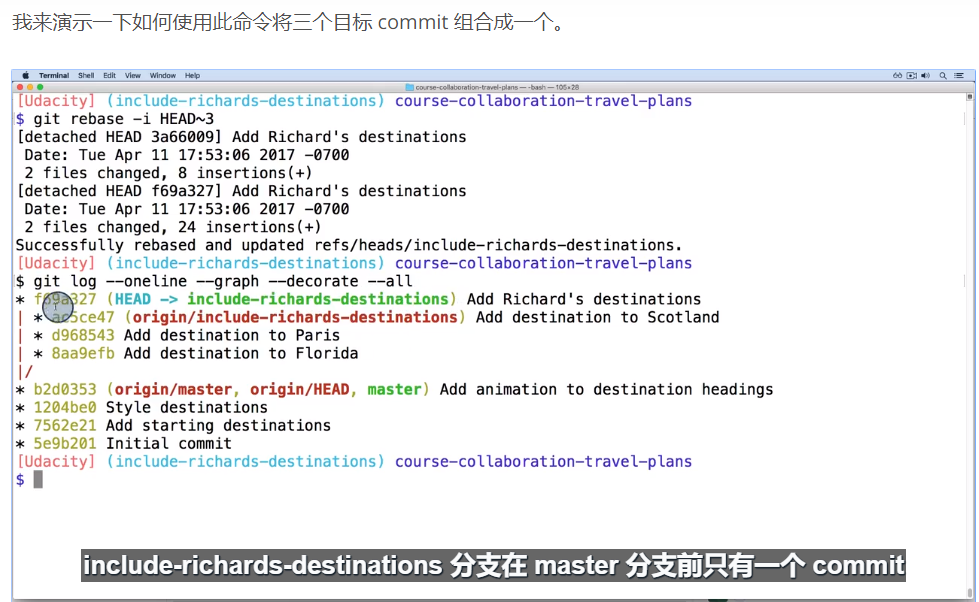 我来演示一下如何使用此命令将三个目标 commit 组合成一个。
Terminal Shell Edit View Window Help
course-collaboration-travel-plans — -bash — 105×28
[Udacity] (include-richards-destinations) course-collaboration-travel-plans
$ git rebase -i HEAD~3
[detached HEAD 3a66009] Add Richard's destinations
Date: Tue Apr 11 17:53:06 2017 -0700
2 files changed, 8 insertions(+)
[detached HEAD f69a327] Add Richard's destinations
Date: Tue Apr 11 17:53:06 2017 -0700
2 files changed, 24 insertions(+)
Successfully rebased and updated refs/heads/include-richards-destinations.
[Udacity] (include-richards-destinations) course-collaboration-travel-plans
$ git log --oneline --graph --decorate --all
* f69a327 (HEAD -> include-richards-destinations) Add Richard's destinations
| * ac5ce47 (origin/include-richards-destinations) Add destination to Scotland
| * d968543 Add destination to Paris
| * 8aa9efb Add destination to Florida
|/
* b2d0353 (origin/master, origin/HEAD, master) Add animation to destination headings
* 1204be0 Style destinations
* 7562e21 Add starting destinations
* 5e9b201 Initial commit
[Udacity] (include-richards-destinations) course-collaboration-travel-plans
$
include-richards-destinations 分支在 master 分支前只有一个 commit